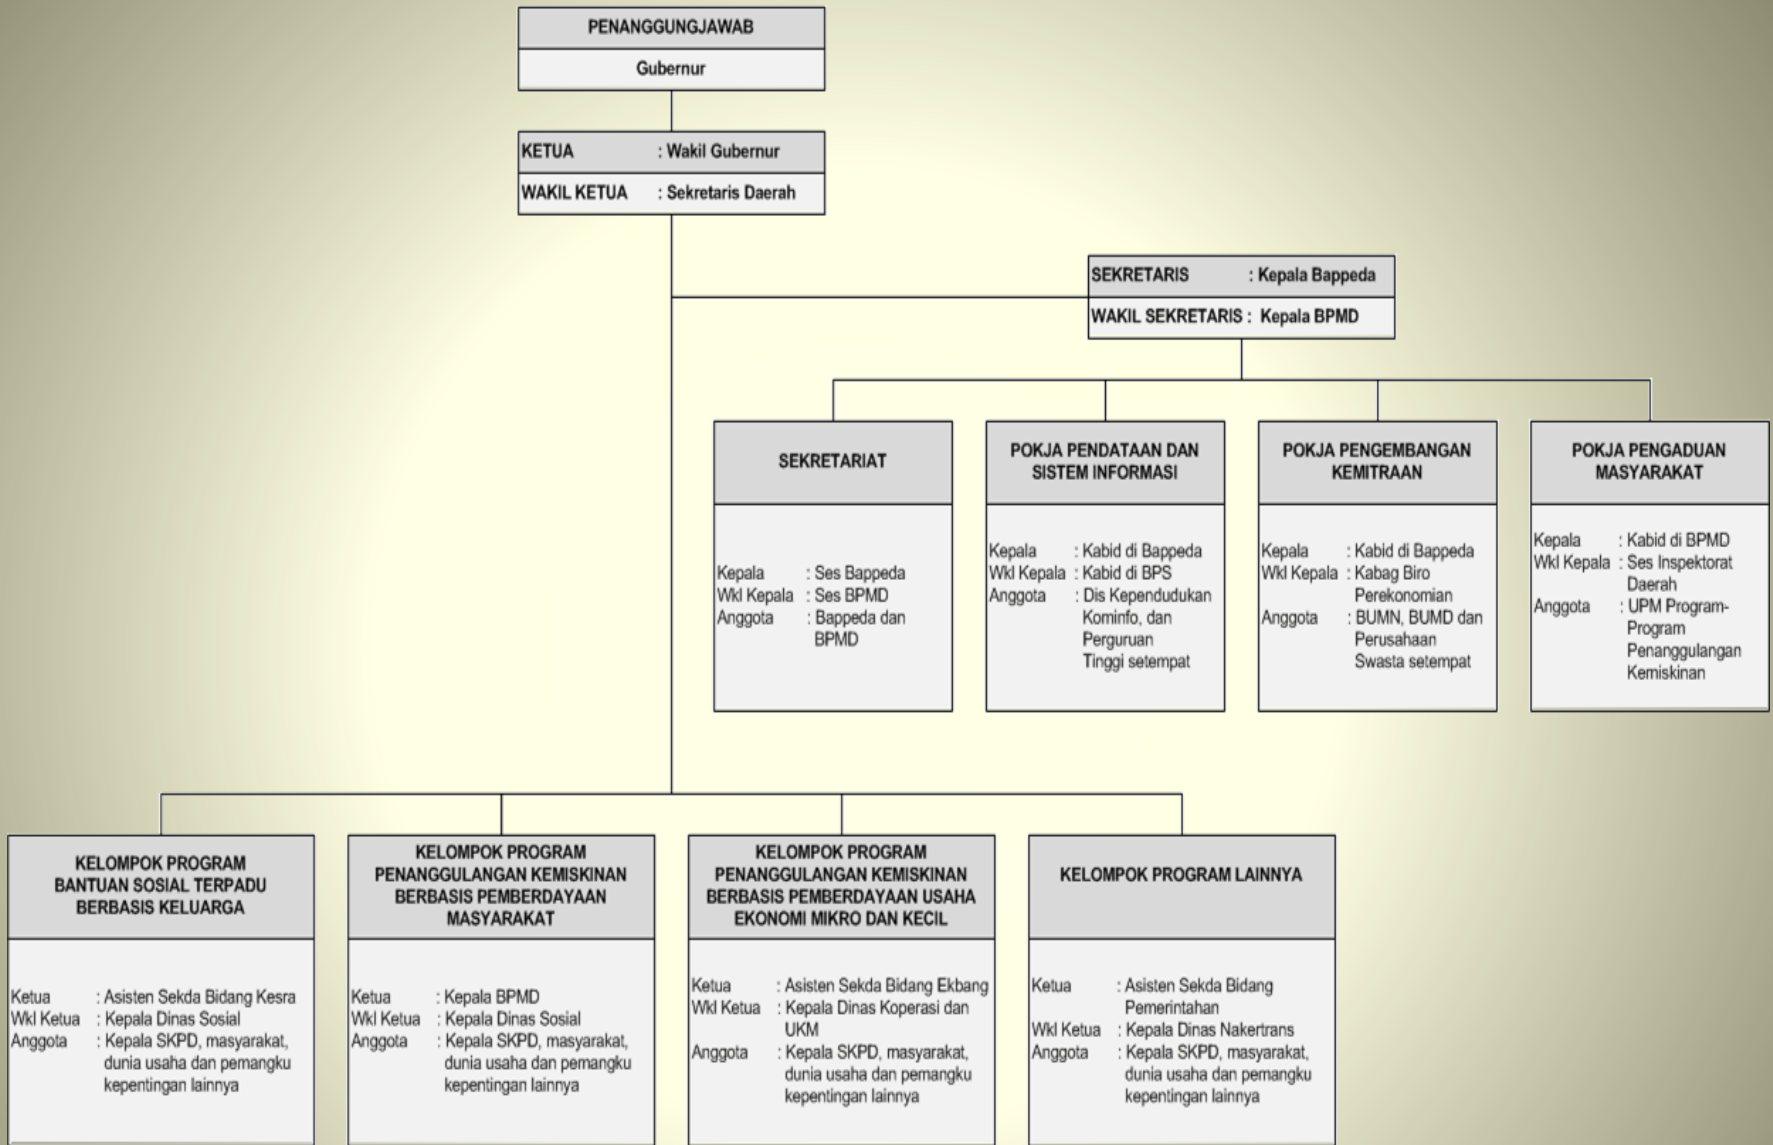 PENANGGUNGJAWAB
Gubernur
KETUA : Wakil Gubernur
WAKIL KETUA : Sekretaris Daerah
SEKRETARIS : Kepala Bappeda
WAKIL SEKRETARIS : Kepala BPMD
SEKRETARIAT
Kepala : Ses Bappeda
Wkl Kepala : Ses BPMD
Anggota : Bappeda dan
BPMD
POKJA PENDATAAN DAN
SISTEM INFORMASI
Kepala : Kabid di Bappeda
Wkl Kepala : Kabid di BPS
Anggota : Dis Kependudukan
Kominfo, dan
Perguruan
Tinggi setempat
POKJA PENGEMBANGAN
KEMITRAAN
Kepala : Kabid di Bappeda
Wkl Kepala : Kabag Biro
Perekonomian
Anggota : BUMN, BUMD dan
Perusahaan
Swasta setempat
POKJA PENGADUAN
MASYARAKAT
Kepala : Kabid di BPMD
Wkl Kepala : Ses Inspektorat
Daerah
Anggota : UPM Program-
Program
Penanggulangan
Kemiskinan
KELOMPOK PROGRAM
BANTUAN SOSIAL TERPADU
BERBASIS KELUARGA
Ketua : Asisten Sekda Bidang Kesra
Wkl Ketua : Kepala Dinas Sosial
Anggota : Kepala SKPD, masyarakat,
dunia usaha dan pemangku
kepentingan lainnya
KELOMPOK PROGRAM
PENANGGULANGAN KEMISKINAN
BERBASIS PEMBERDAYAAN
MASYARAKAT
Ketua : Kepala BPMD
Wkl Ketua : Kepala Dinas Sosial
Anggota : Kepala SKPD, masyarakat,
dunia usaha dan pemangku
kepentingan lainnya
KELOMPOK PROGRAM
PENANGGULANGAN KEMISKINAN
BERBASIS PEMBERDAYAAN USAHA
EKONOMI MIKRO DAN KECIL
Ketua : Asisten Sekda Bidang Ekbang
Wkl Ketua : Kepala Dinas Koperasi dan
UKM
Anggota : Kepala SKPD, masyarakat,
dunia usaha dan pemangku
kepentingan lainnya
KELOMPOK PROGRAM LAINNYA
Ketua : Asisten Sekda Bidang
Pemerintahan
Wkl Ketua : Kepala Dinas Nakertrans
Anggota : Kepala SKPD, masyarakat,
dunia usaha dan pemangku
kepentingan lainnya